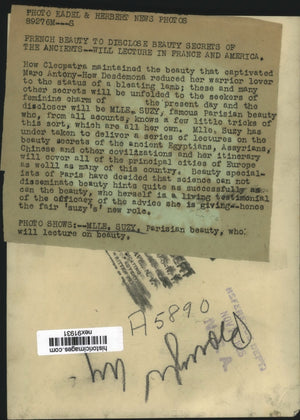 PHOTO KADEL & HERBERT NEWS PHOTOS
89276M---S
FRENCH BEAUTY TO DISCLOSE BEAUTY SECRETS OF
THE ANCIENTS--WILL LECTURE IN FRANCE AND AMERICA.
How Cleopatra maintained the beauty that captivated
Marc Antony-How Desdemona reduced her warrior lover
to the status of a bleating lamb; these and many
other secrets will be unfolded to the seekers of
feminine charm of the present day and the
discloser will be MLLE. SUZY, famous Parisian beauty
who, from all accounts, knows a few little tricks of
this sort, which are all her own. Mlle. Suzy has
under taken to deliver a series of lectures on the
beauty secrets of the ancient Egyptians, Assyrians,
Chinese and other civilizations and her itinerary
will cover all of the principal cities of Europe
as well as many of this country. Beauty special-
ists of Paris have decided that science can not
disseminate beauty hints quite as successfully as
can the beauty, who herself is a living testimonial
of the efficacy of the advice she is giving--hence
the fair 'suzy's' new role.
PHOTO SHOWS:--MLLE. SUZY, Parisian beauty, who
will lecture on beauty.
A5890
historicimages.com
nex91931